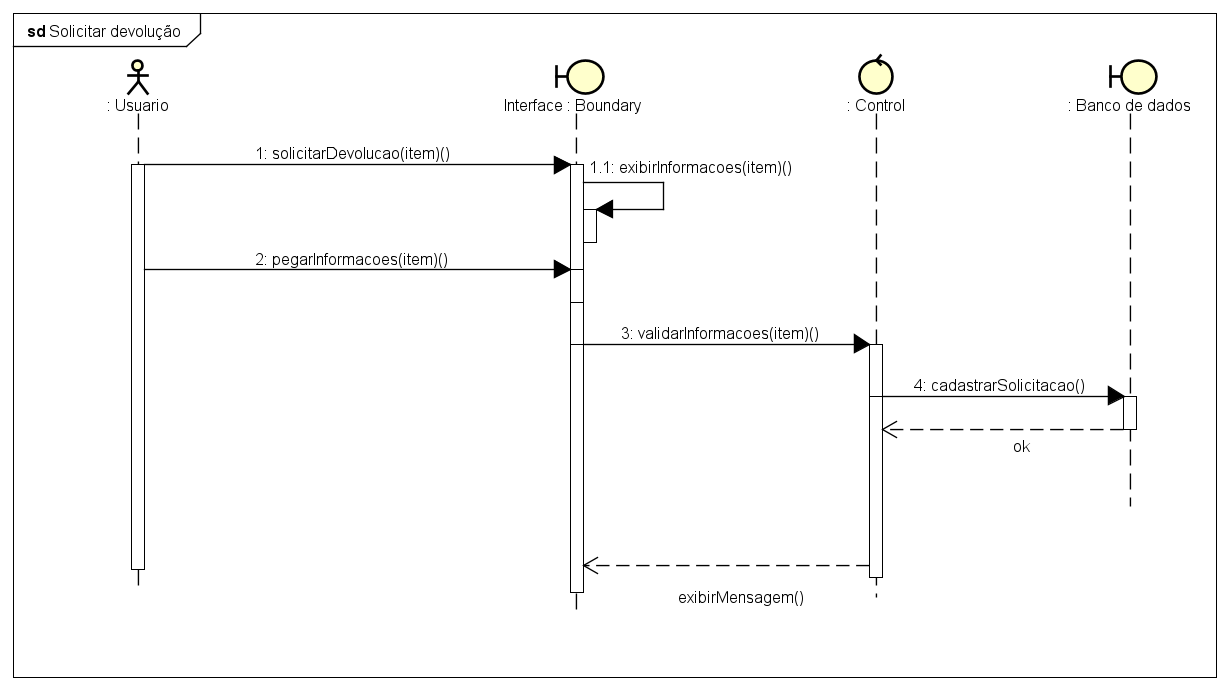 sd Solicitar devolução
: Usuario
Interface : Boundary
: Control
: Banco de dados
1: solicitarDevolucao(item)()
1.1: exibirInformacoes(item)()
2: pegarInformacoes(item)()
3: validarInformacoes(item)()
4: cadastrarSolicitacao()
ok
exibirMensagem()